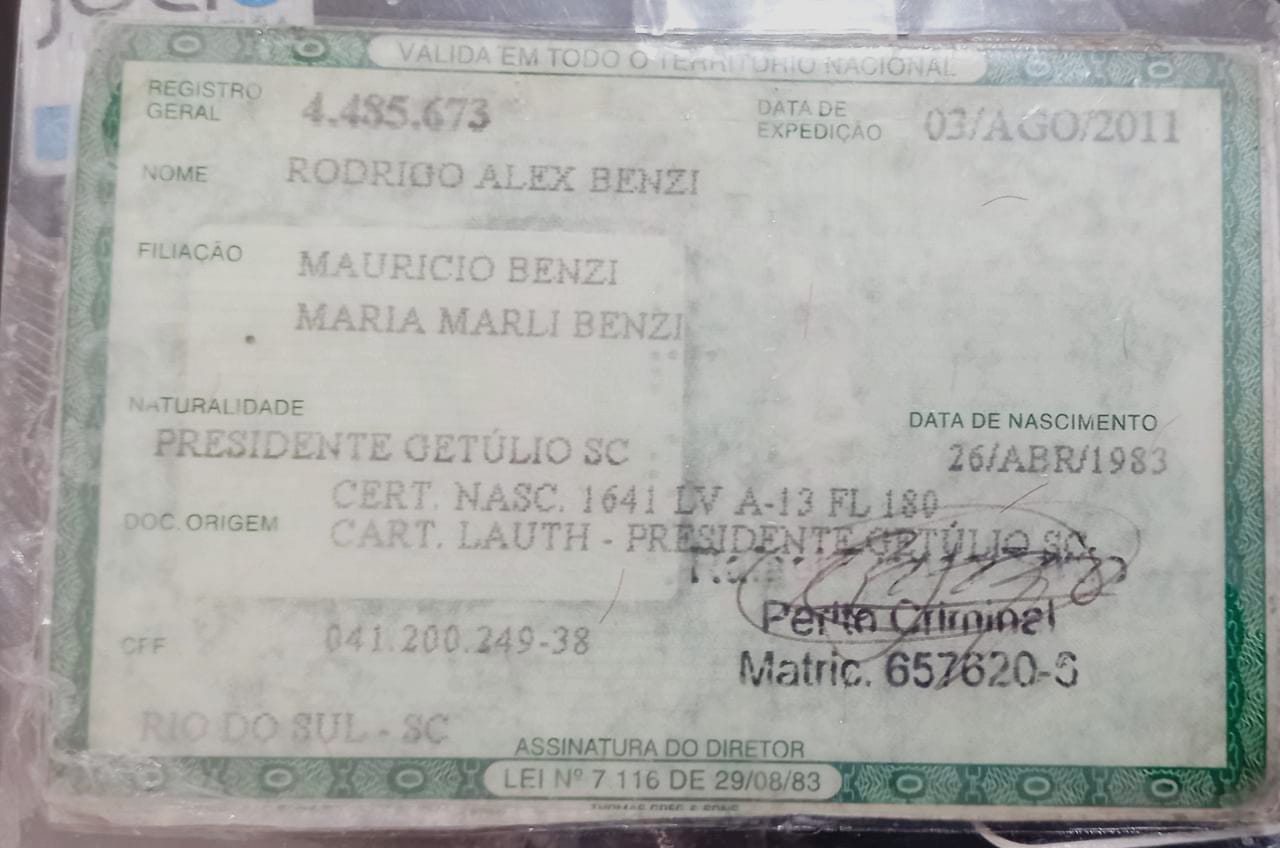 VALIDA EM TODO O TERRITÓRIO NACIONAL
REGISTRO GERAL 4.485.673 DATA DE EXPEDIÇÃO 03/AGO/2011
NOME RODRIGO ALEX BENZI
FILIAÇÃO MAURICIO BENZI
MARIA MARLI BENZI
NATURALIDADE DATA DE NASCIMENTO
PRESIDENTE GETÚLIO SC 26/ABR/1983
CERT. NASC. 1641 LV A-13 FL 180
DOC. ORIGEM CART. LAUTH - PRESIDENTE GETÚLIO SC
Perito Criminal
CPF 041.200.249-38
Matric. 657620-
RIO DO SUL - SC
ASSINATURA DO DIRETOR
LEI Nº 7.116 DE 29/08/83